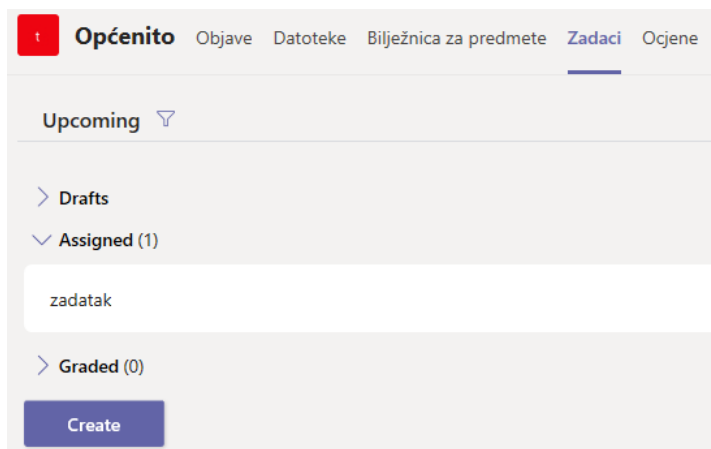 t Općenito Objave Datoteke Bilježnica za predmete Zadaci Ocjene
Upcoming
Drafts
Assigned (1)
zadatak
Graded (0)
Create